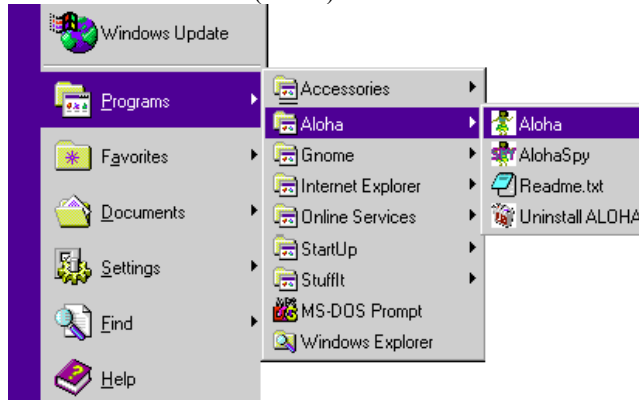 Windows Update
Programs
Favorites
Documents
Settings
Find
Help
Accessories
Aloha
Gnome
Internet Explorer
Online Services
StartUp
StuffIt
MS-DOS Prompt
Windows Explorer
Aloha
AlohaSpy
Readme.txt
Uninstall ALOHA